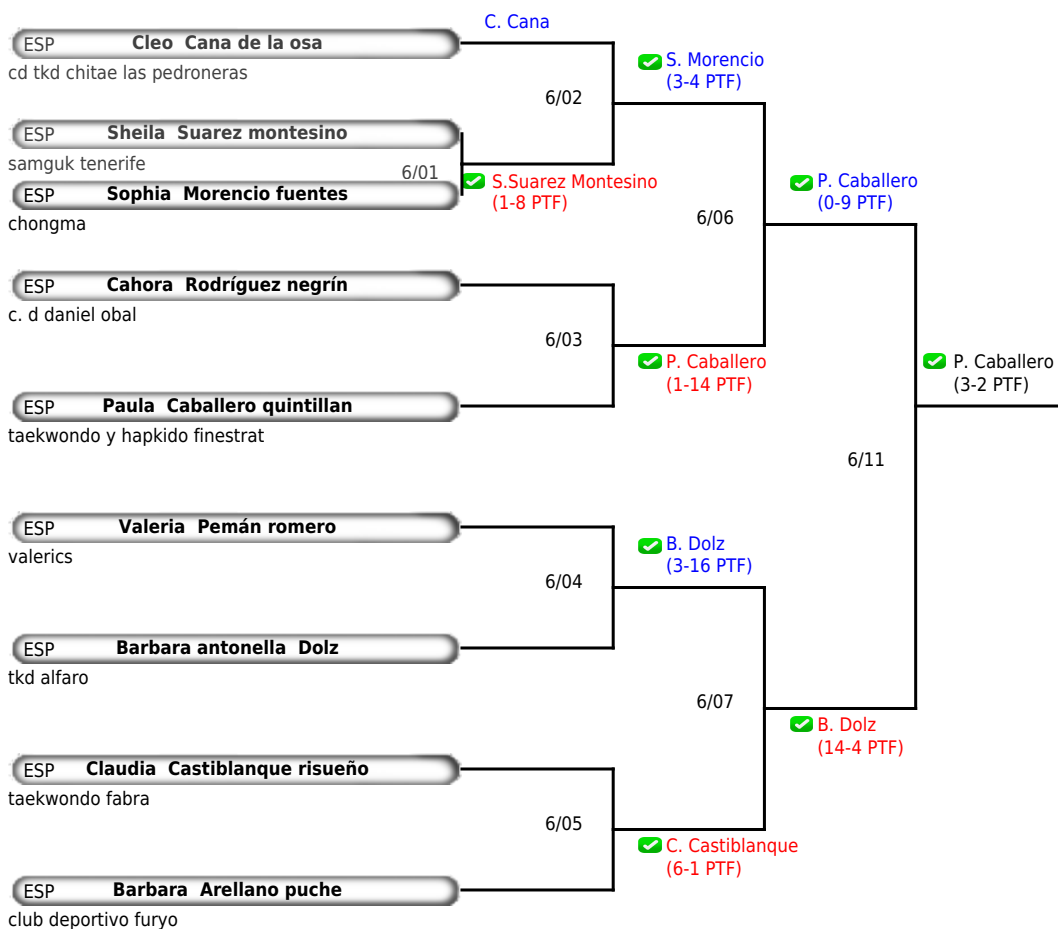 C. Cana
ESP Cleo Cana de la osa
cd tkd chitae las pedroneras
S. Morencio
(3-4 PTF)
6/02
ESP Sheila Suarez montesino
samguk tenerife
6/01
S.Suarez Montesino
(1-8 PTF)
ESP Sophia Morencio fuentes
chongma
P. Caballero
(0-9 PTF)
6/06
ESP Cahora Rodríguez negrín
c. d daniel obal
6/03
P. Caballero
(1-14 PTF)
P. Caballero
(3-2 PTF)
ESP Paula Caballero quintillan
taekwondo y hapkido finestrat
6/11
ESP Valeria Pemán romero
valerics
B. Dolz
(3-16 PTF)
6/04
ESP Barbara antonella Dolz
tkd alfaro
6/07
B. Dolz
(14-4 PTF)
ESP Claudia Castiblanque risueño
taekwondo fabra
6/05
C. Castiblanque
(6-1 PTF)
ESP Barbara Arellano puche
club deportivo furyo